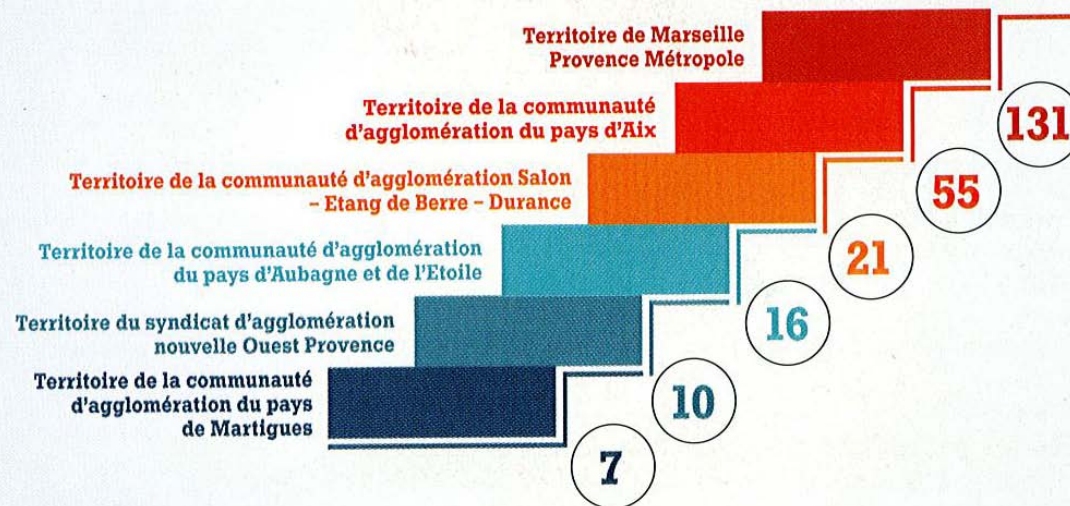 Territoire de Marseille
Provence Métropole
131
Territoire de la communauté
d'agglomération du pays d'Aix
55
Territoire de la communauté d'agglomération Salon
– Etang de Berre – Durance
21
Territoire de la communauté d'agglomération
du pays d'Aubagne et de l'Etoile
16
Territoire du syndicat d'agglomération
nouvelle Ouest Provence
10
Territoire de la communauté
d'agglomération du pays
de Martigues
7